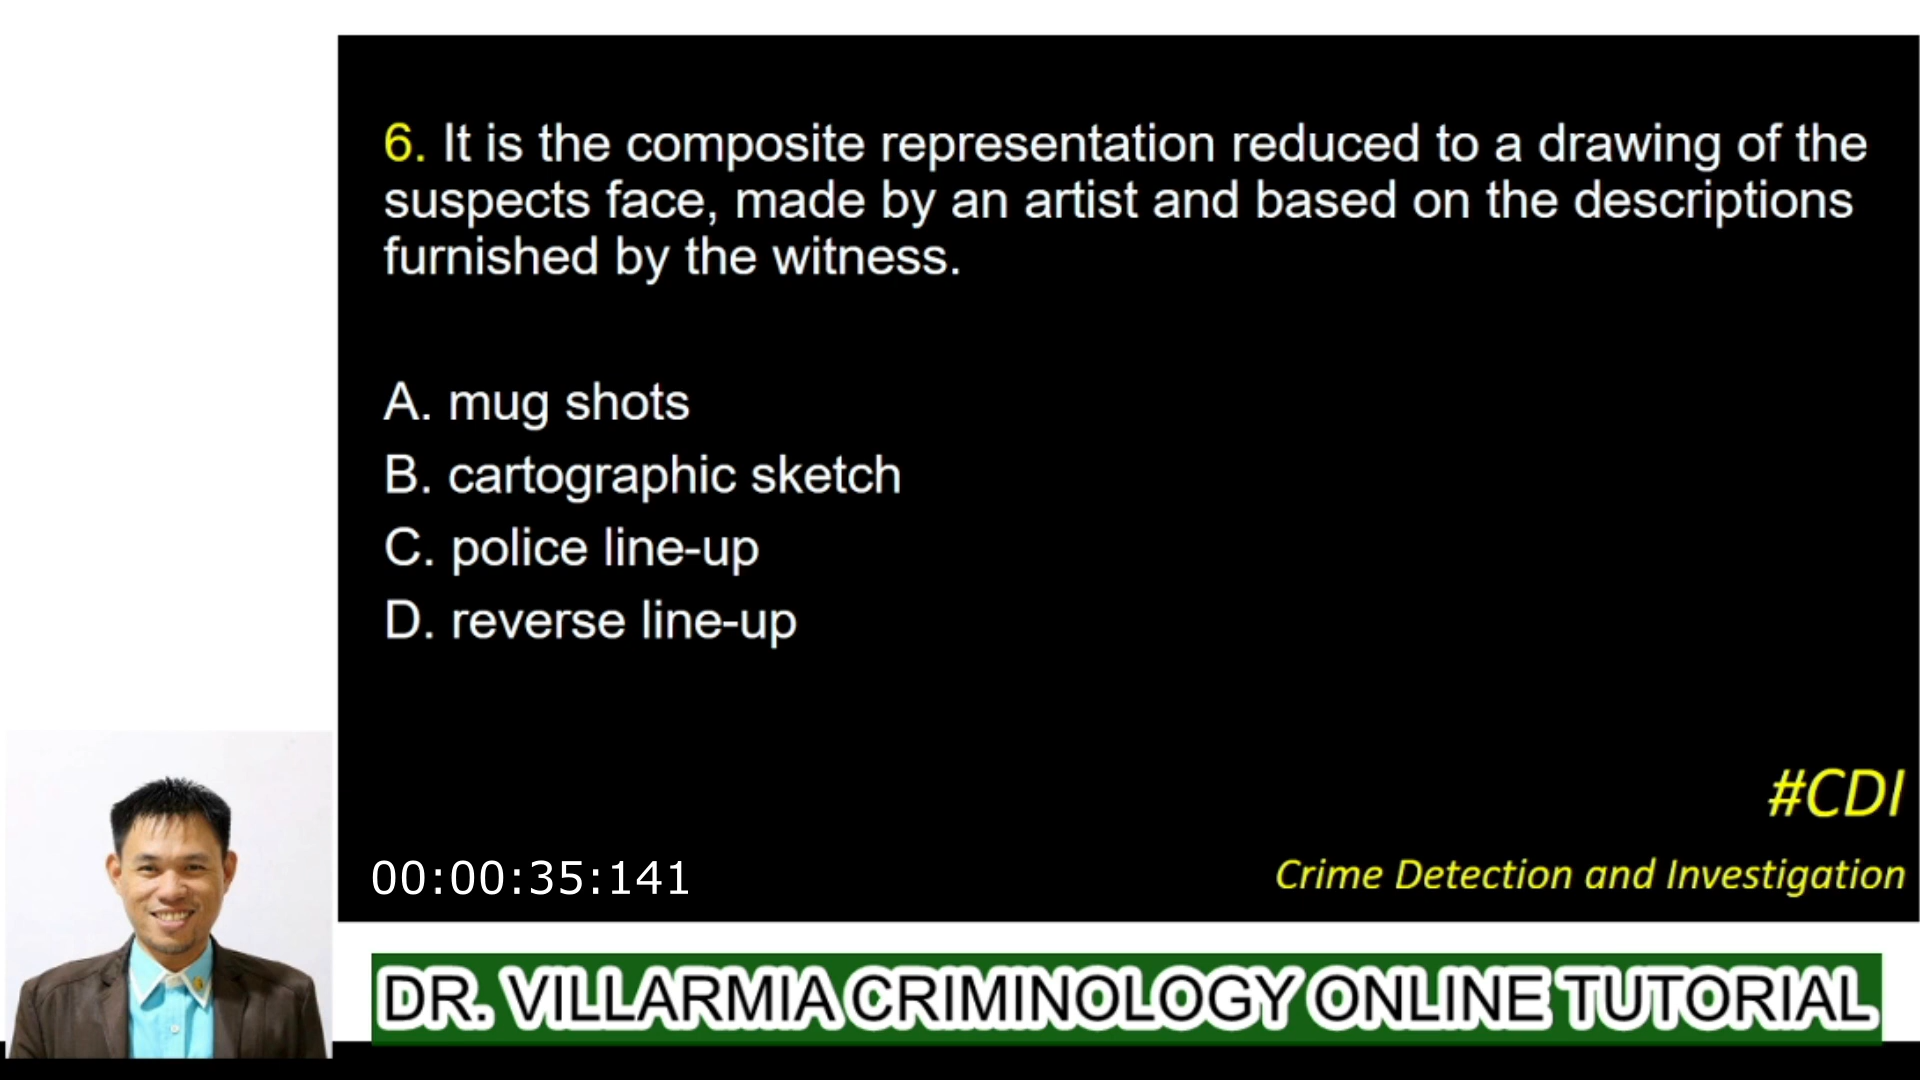 6. It is the composite representation reduced to a drawing of the
suspects face, made by an artist and based on the descriptions
furnished by the witness.
A. mug shots
B. cartographic sketch
C. police line-up
D. reverse line-up
#CDI
00:00:35:141
Crime Detection and Investigation
DR. VILLARMIA CRIMINOLOGY ONLINE TUTORIAL